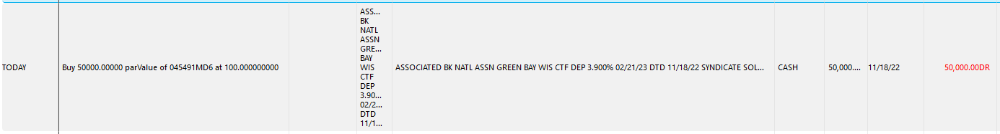 TODAY
Buy 50000.00000 parValue of 045491MD6 at 100.000000000
ASS...
BK
NATL
ASSN
GRE...
BAY
WIS
CTF
DEP
3.90...
02/2...
DTD
11/1...
ASSOCIATED BK NATL ASSN GREEN BAY WIS CTF DEP 3.900% 02/21/23 DTD 11/18/22 SYNDICATE SOL...
CASH
50,000....
11/18/22
50,000.00DR